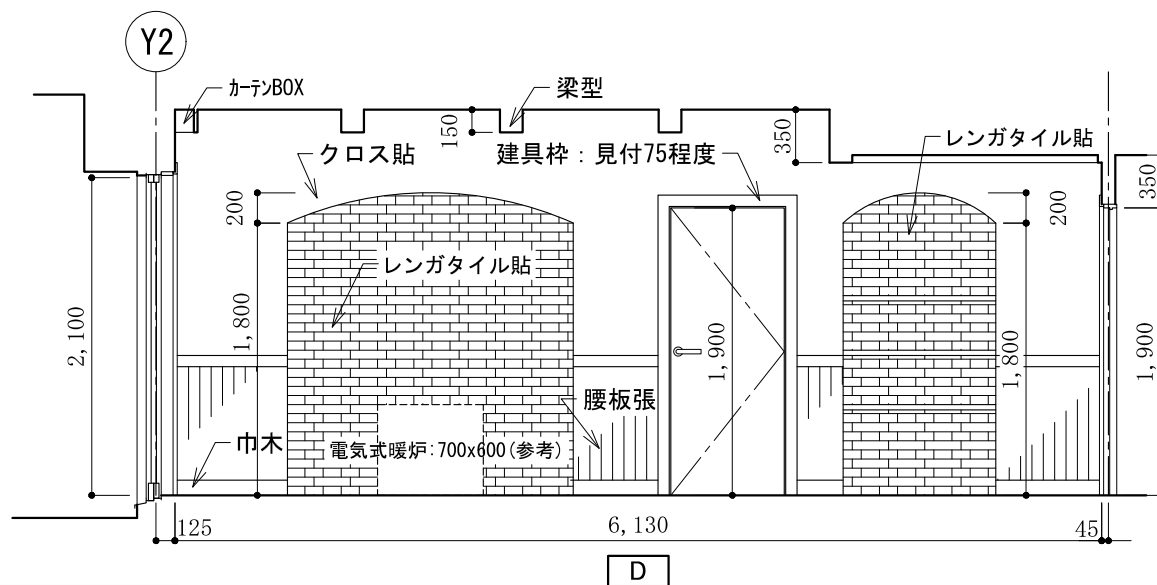 Y2
カーテンBOX
梁型
150
350
クロス貼
建具枠：見付75程度
レンガタイル貼
350
200
200
レンガタイル貼
2,100
1,800
1,900
1,800
1,900
腰板張
巾木
電気式暖炉:700x600(参考)
125
6,130
45
D